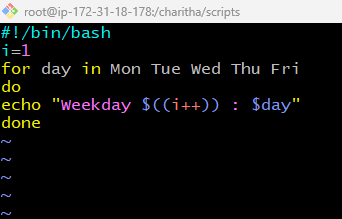 root@ip-172-31-18-178:/charitha/scripts
#!/bin/bash
i=1
for day in Mon Tue Wed Thu Fri
do
echo "Weekday $((i++)) : $day"
done
~
~
~
~
~